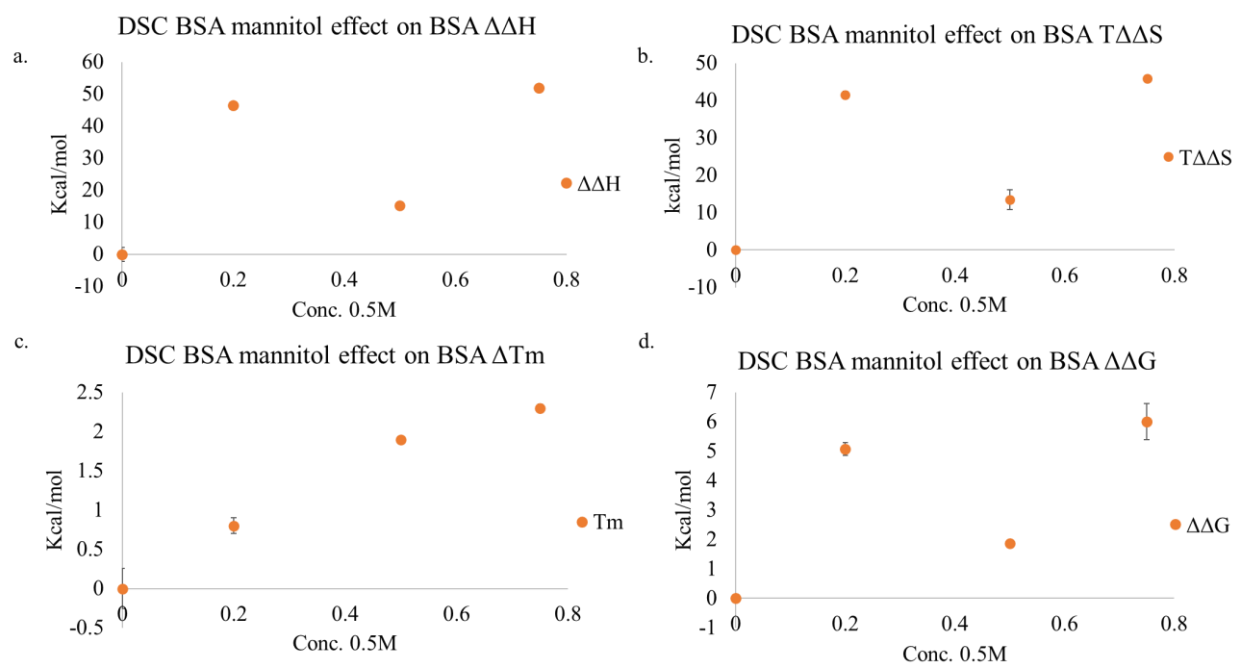 a.
DSC BSA mannitol effect on BSA ΔΔH
60
50
40
30
20
10
0
-10
Kcal/mol
0
0.2
0.4
0.6
0.8
Conc. 0.5M
ΔΔH
b.
DSC BSA mannitol effect on BSA TΔΔS
50
40
30
20
10
0
-10
kcal/mol
0
0.2
0.4
0.6
0.8
Conc. 0.5M
TΔΔS
c.
DSC BSA mannitol effect on BSA ΔTm
2.5
2
1.5
1
0.5
0
-0.5
Kcal/mol
0
0.2
0.4
0.6
0.8
Conc. 0.5M
Tm
d.
DSC BSA mannitol effect on BSA ΔΔG
7
6
5
4
3
2
1
0
-1
Kcal/mol
0
0.2
0.4
0.6
0.8
Conc. 0.5M
ΔΔG